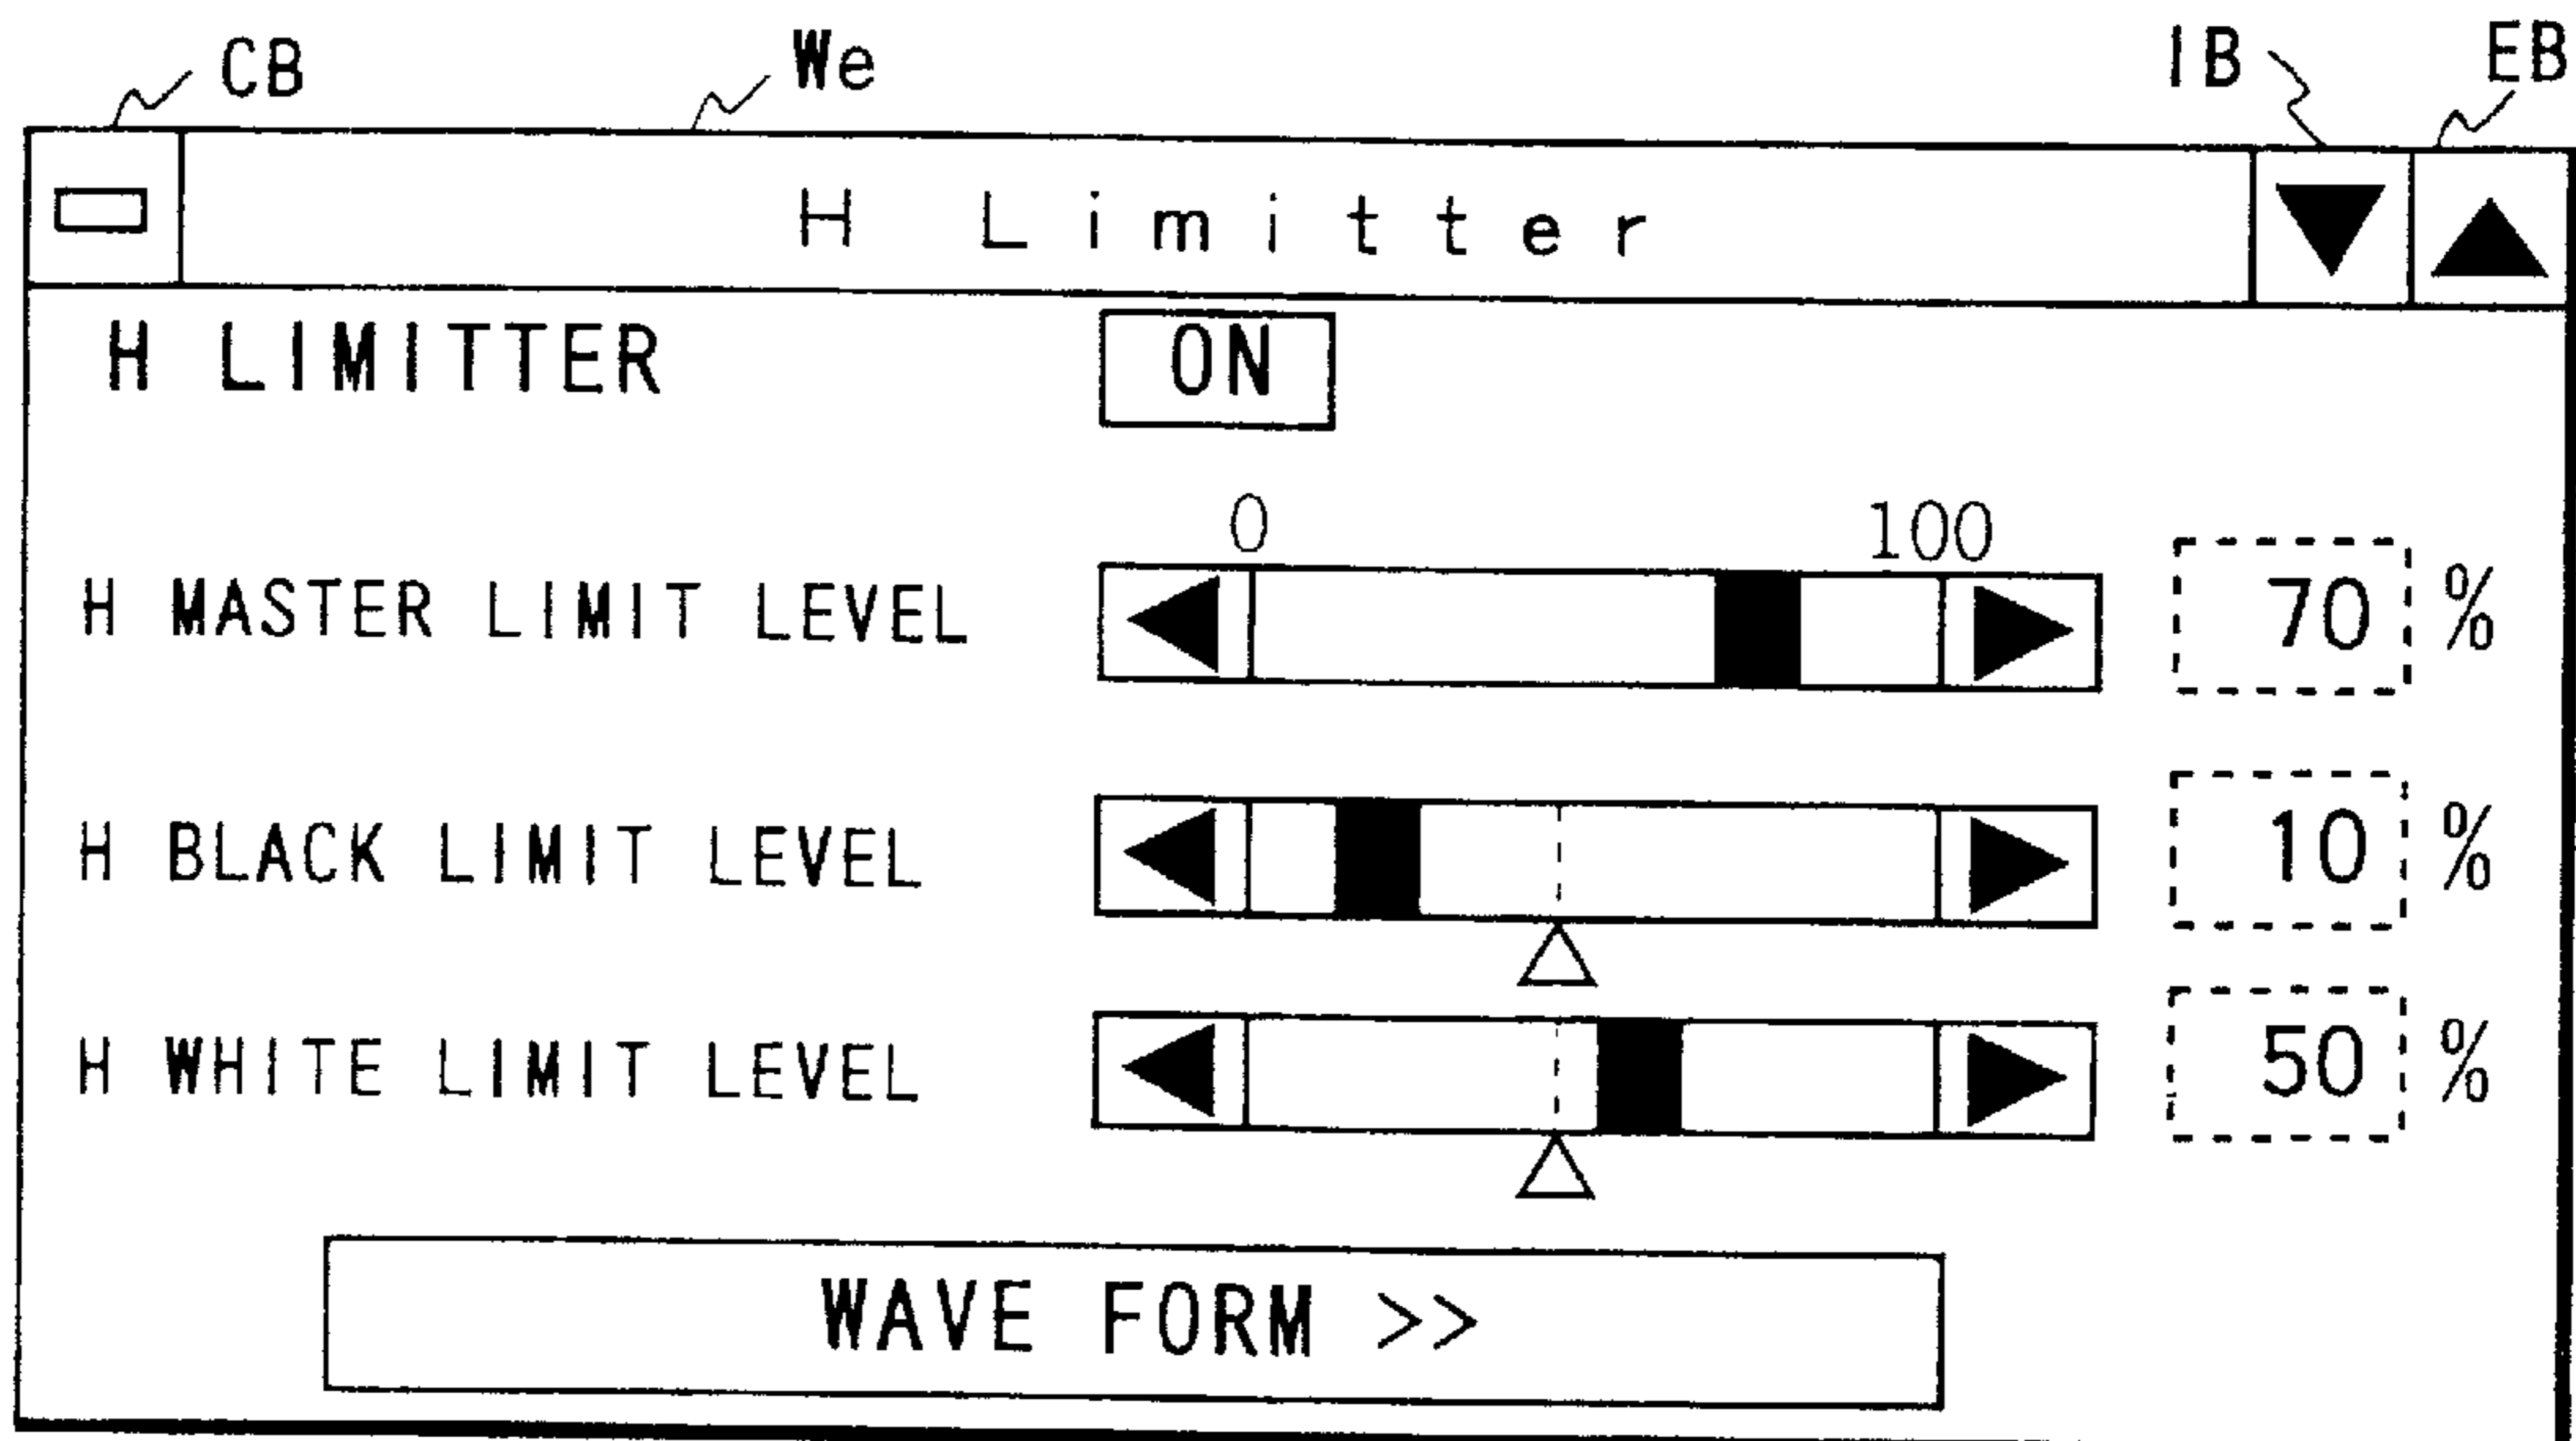 CB We IB EB
H Limitter
H LIMITTER ON
0 100
H MASTER LIMIT LEVEL 70 %
H BLACK LIMIT LEVEL 10 %
H WHITE LIMIT LEVEL 50 %
WAVE FORM >>